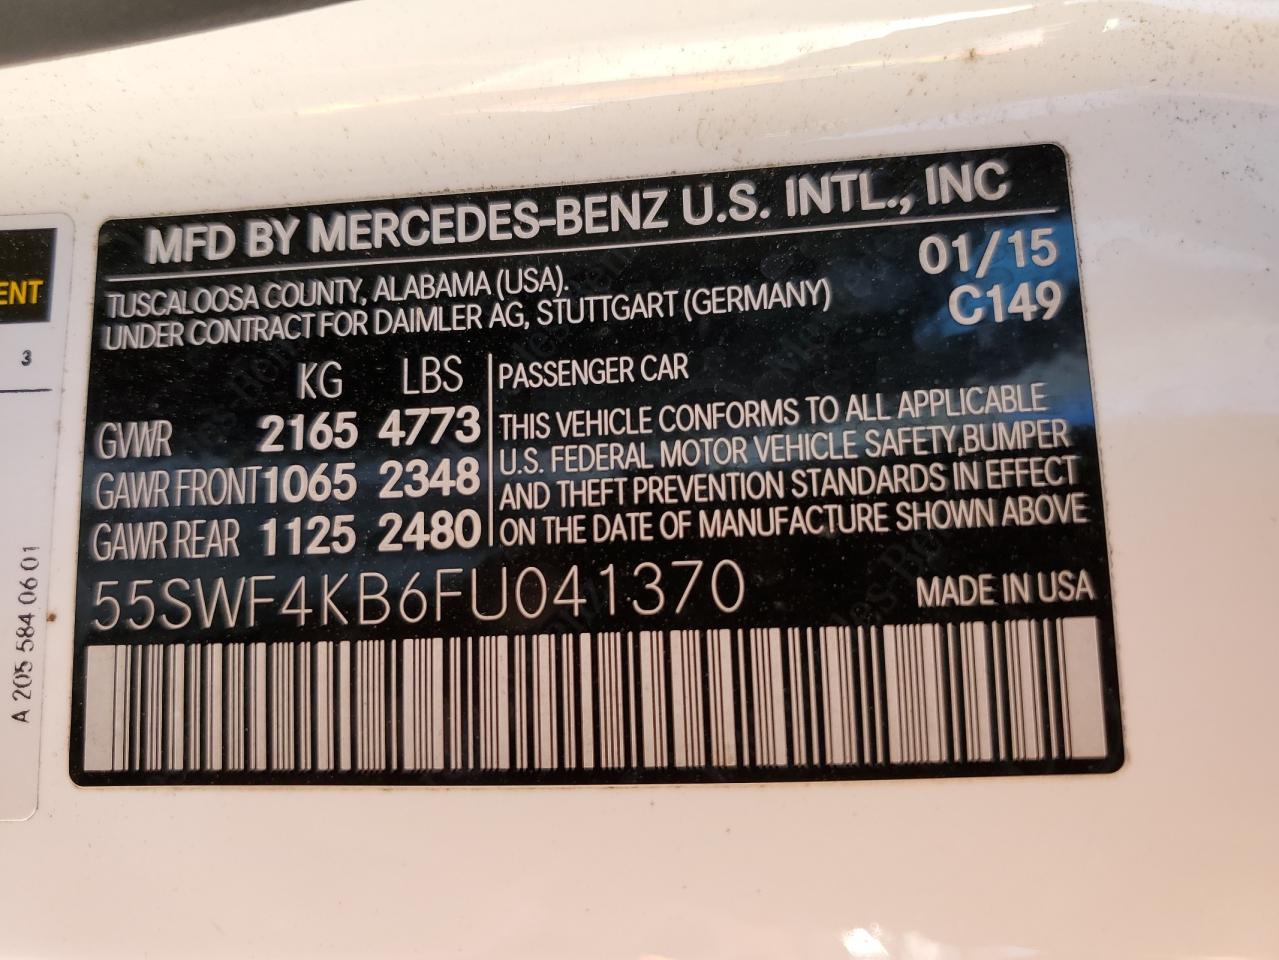 MFD BY MERCEDES-BENZ U.S. INTL., INC
TUSCALOOSA COUNTY, ALABAMA (USA).
UNDER CONTRACT FOR DAIMLER AG, STUTTGART (GERMANY)
01/15
C149
KG LBS
GVWR 2165 4773
GAWR FRONT 1065 2348
GAWR REAR 1125 2480
PASSENGER CAR
THIS VEHICLE CONFORMS TO ALL APPLICABLE
U.S. FEDERAL MOTOR VEHICLE SAFETY,BUMPER
AND THEFT PREVENTION STANDARDS IN EFFECT
ON THE DATE OF MANUFACTURE SHOWN ABOVE
55SWF4KB6FU041370
MADE IN USA
3
A 205 584 06 01